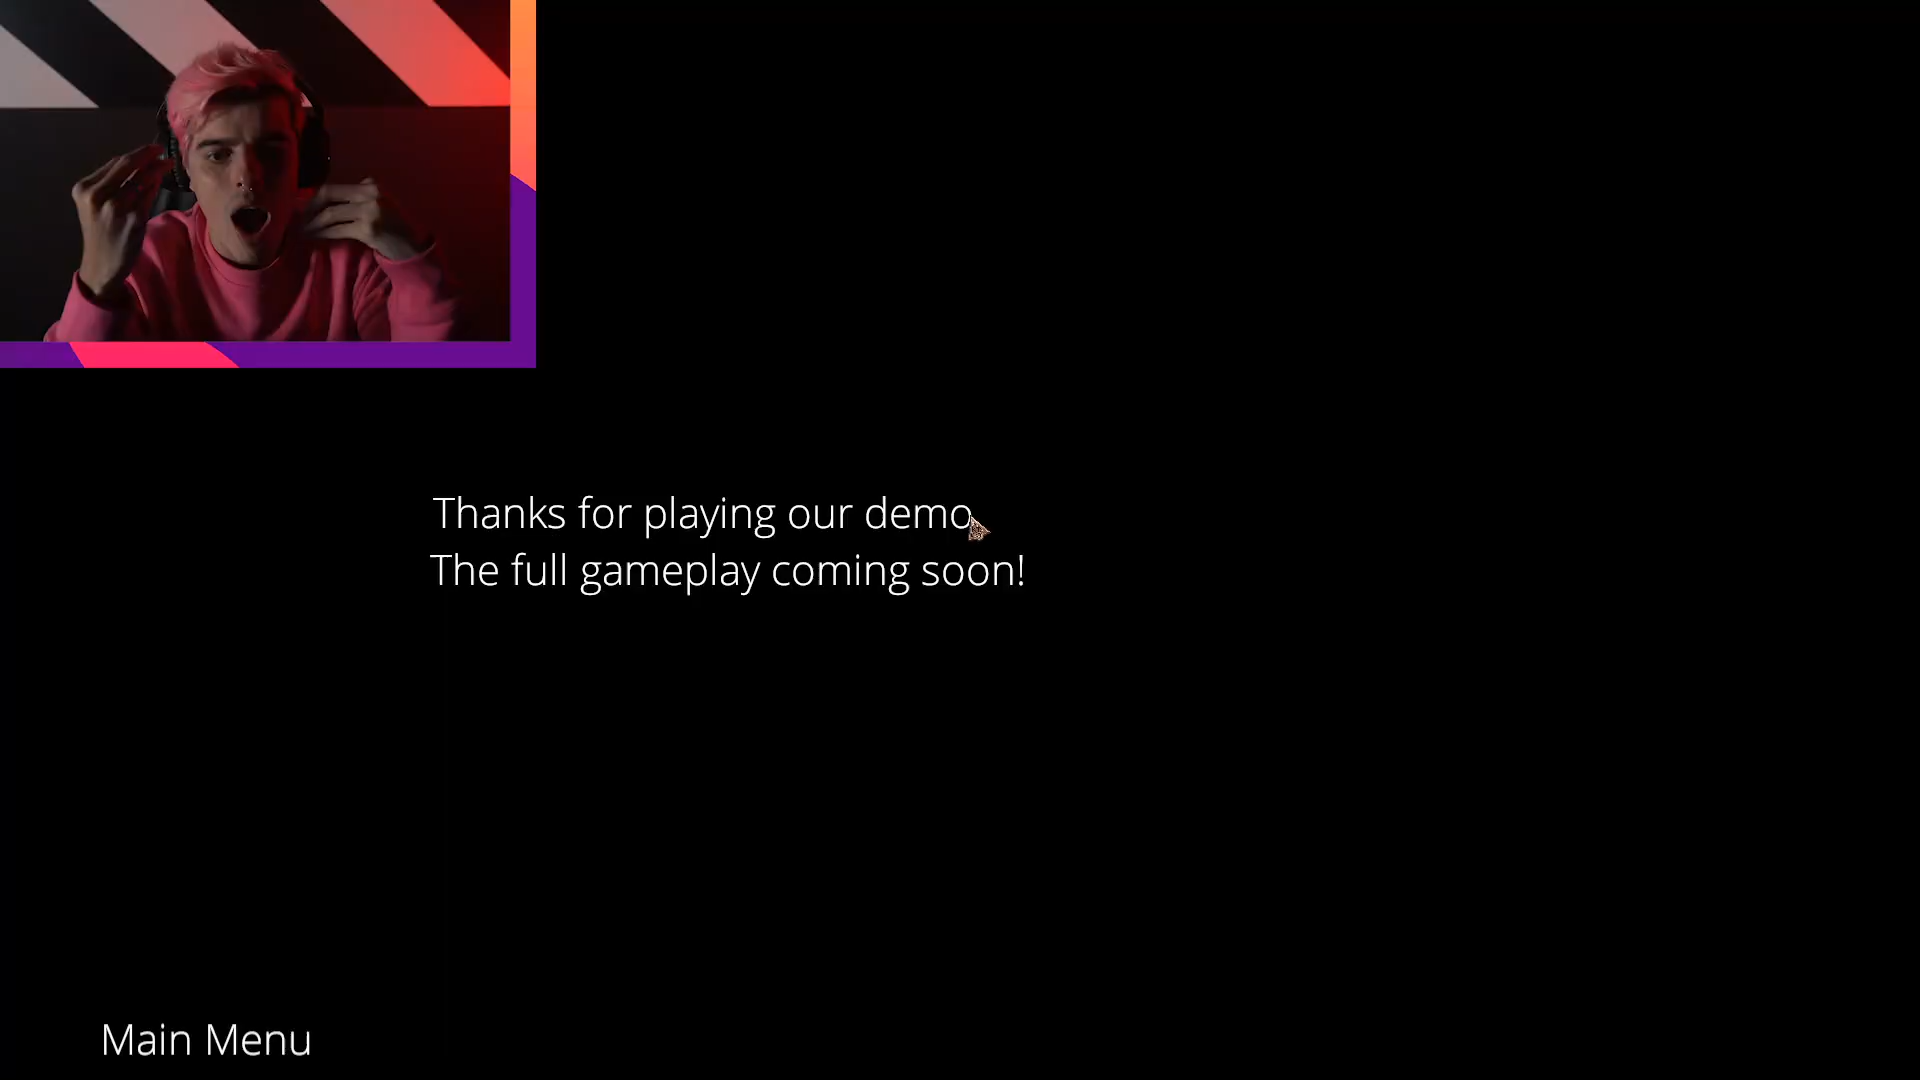 Thanks for playing our demo
The full gameplay coming soon!
Main Menu